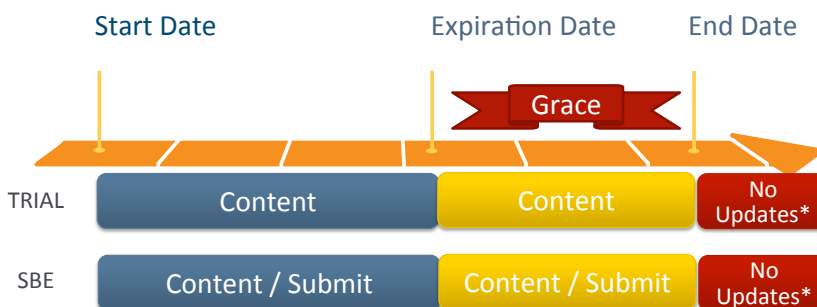 Start Date Expiration Date End Date
Grace
TRIAL Content Content No Updates*
SBE Content / Submit Content / Submit No Updates*